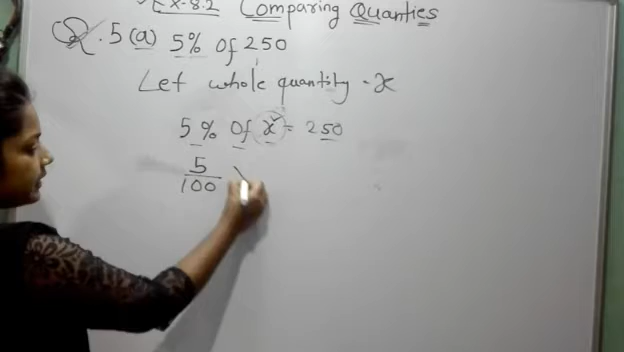 Ex-8.2 Comparing Quanties
Q. 5 (a) 5% Of 250
Let whole quantity - x
5% Of x = 250
5
100